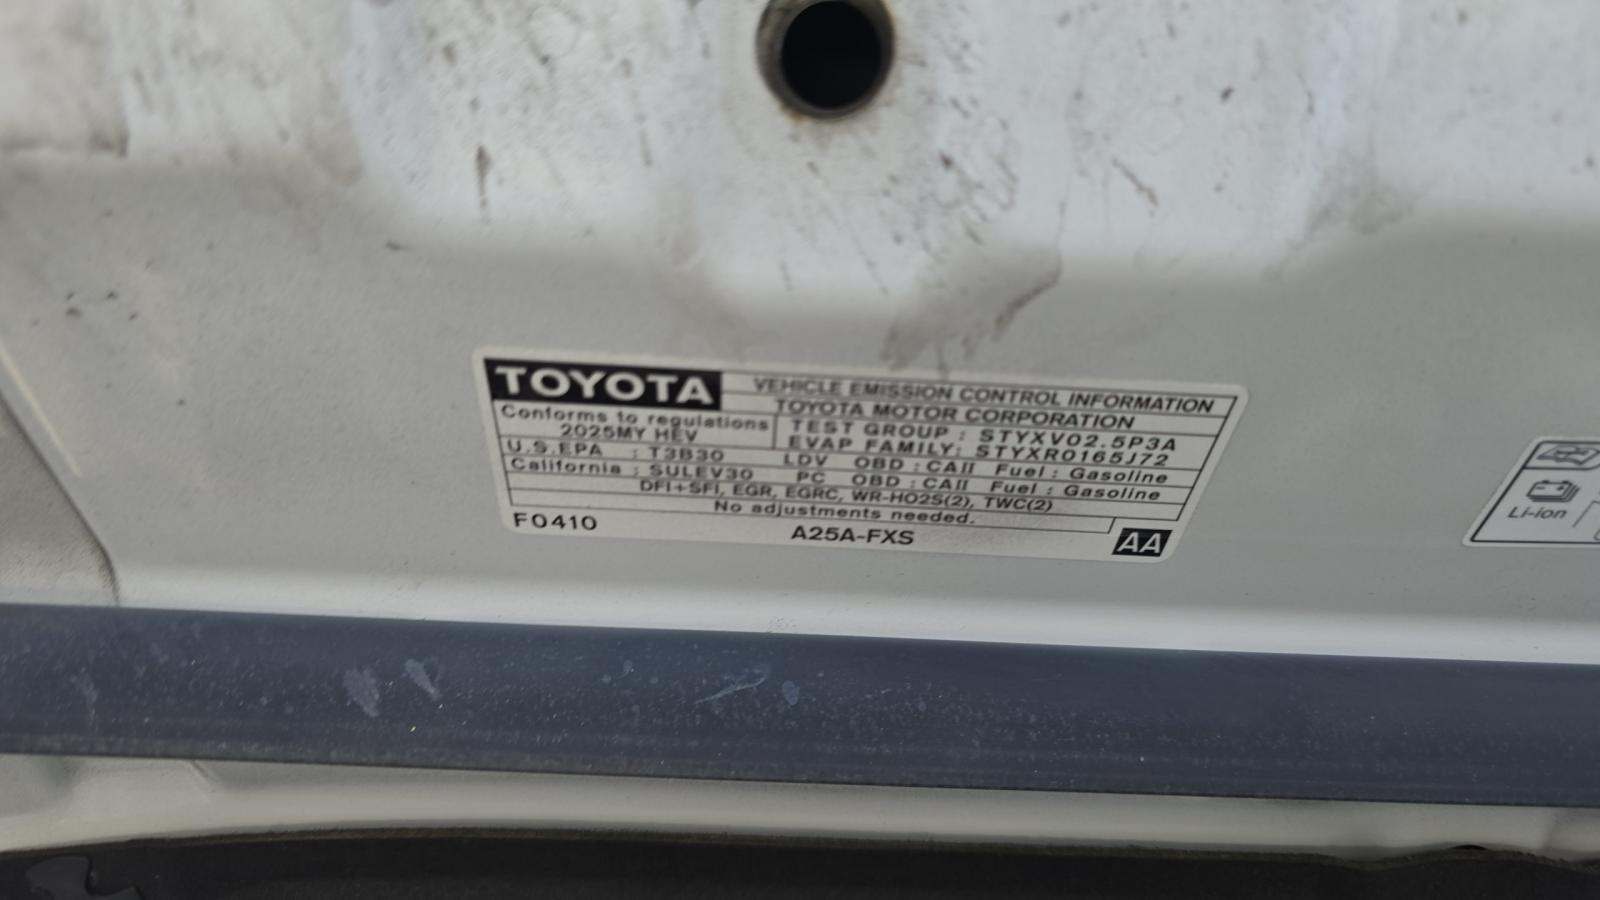 TOYOTA VEHICLE EMISSION CONTROL INFORMATION
TOYOTA MOTOR CORPORATION
Conforms to regulations
2025MY HEV
TEST GROUP : STYXV02.5P3A
EVAP FAMILY: STYXR0165J72
U.S.EPA : T3B30 LDV OBD : CAII Fuel : Gasoline
California : SULEV30 PC OBD : CAII Fuel : Gasoline
DFI+SFI, EGR, EGRC, WR-HO2S(2), TWC(2)
No adjustments needed.
F0410 A25A-FXS AA
Li-ion